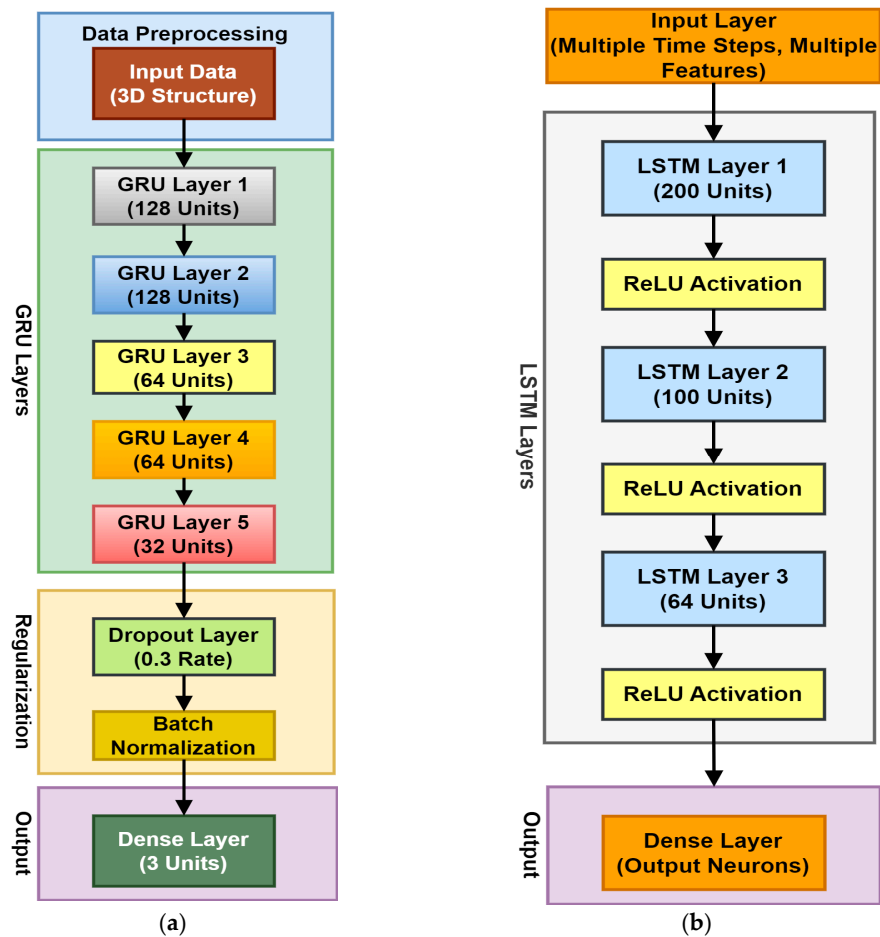 Data Preprocessing
Input Data
(3D Structure)
GRU Layers
GRU Layer 1
(128 Units)
GRU Layer 2
(128 Units)
GRU Layer 3
(64 Units)
GRU Layer 4
(64 Units)
GRU Layer 5
(32 Units)
Regularization
Dropout Layer
(0.3 Rate)
Batch
Normalization
Output
Dense Layer
(3 Units)
(a)
Input Layer
(Multiple Time Steps, Multiple
Features)
LSTM Layers
LSTM Layer 1
(200 Units)
ReLU Activation
LSTM Layer 2
(100 Units)
ReLU Activation
LSTM Layer 3
(64 Units)
ReLU Activation
Output
Dense Layer
(Output Neurons)
(b)